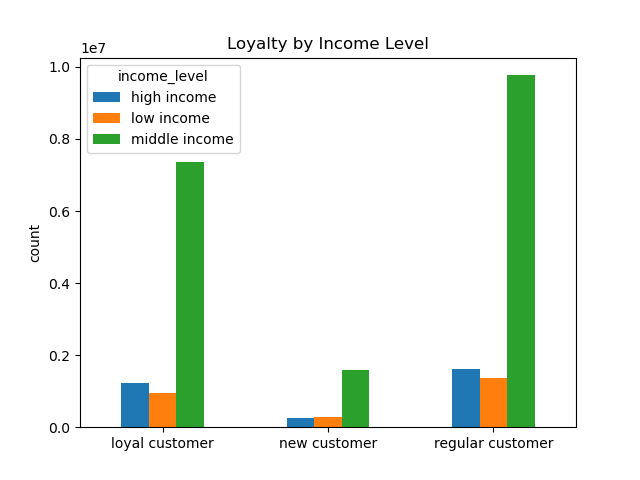 Loyalty by Income Level
1e7
income_level
high income
low income
middle income
1.0
0.8
0.6
0.4
0.2
0.0
count
loyal customer
new customer
regular customer